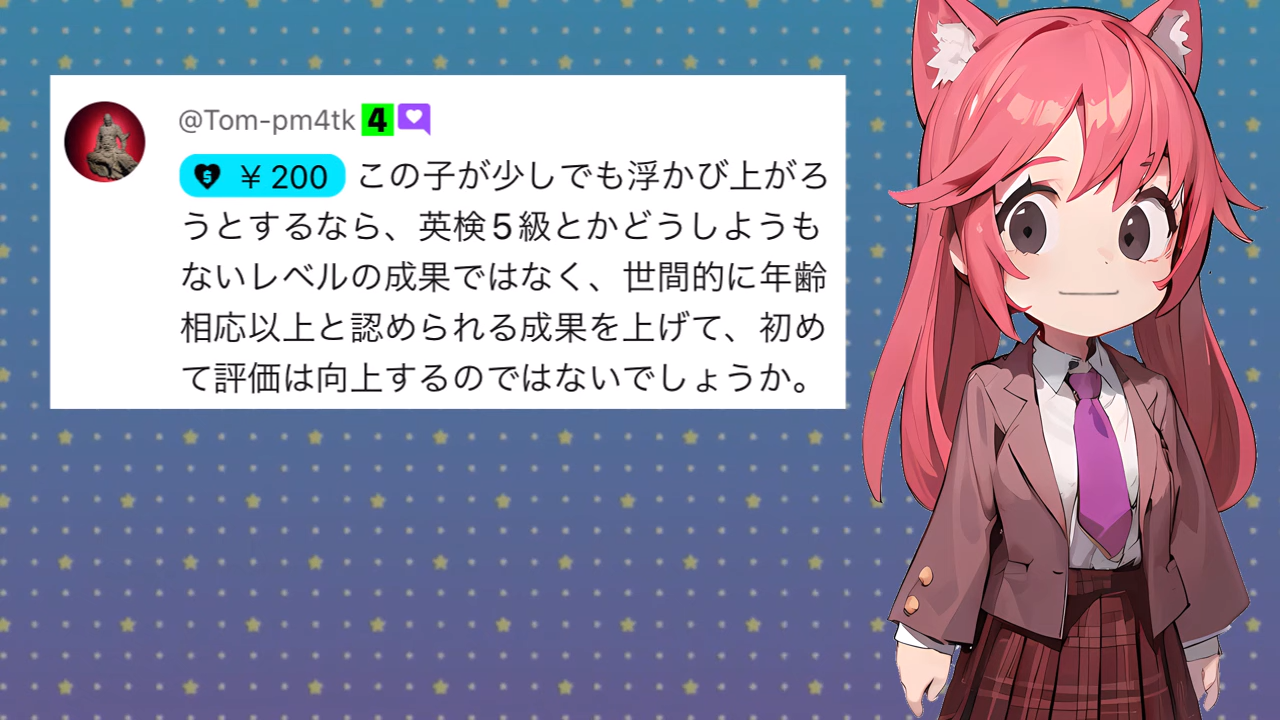 @Tom-pm4tk 4
¥ 200 この子が少しでも浮かび上がろ
うとするなら、英検5級とかどうしようも
ないレベルの成果ではなく、世間的に年齢
相応以上と認められる成果を上げて、初め
て評価は向上するのではないでしょうか。